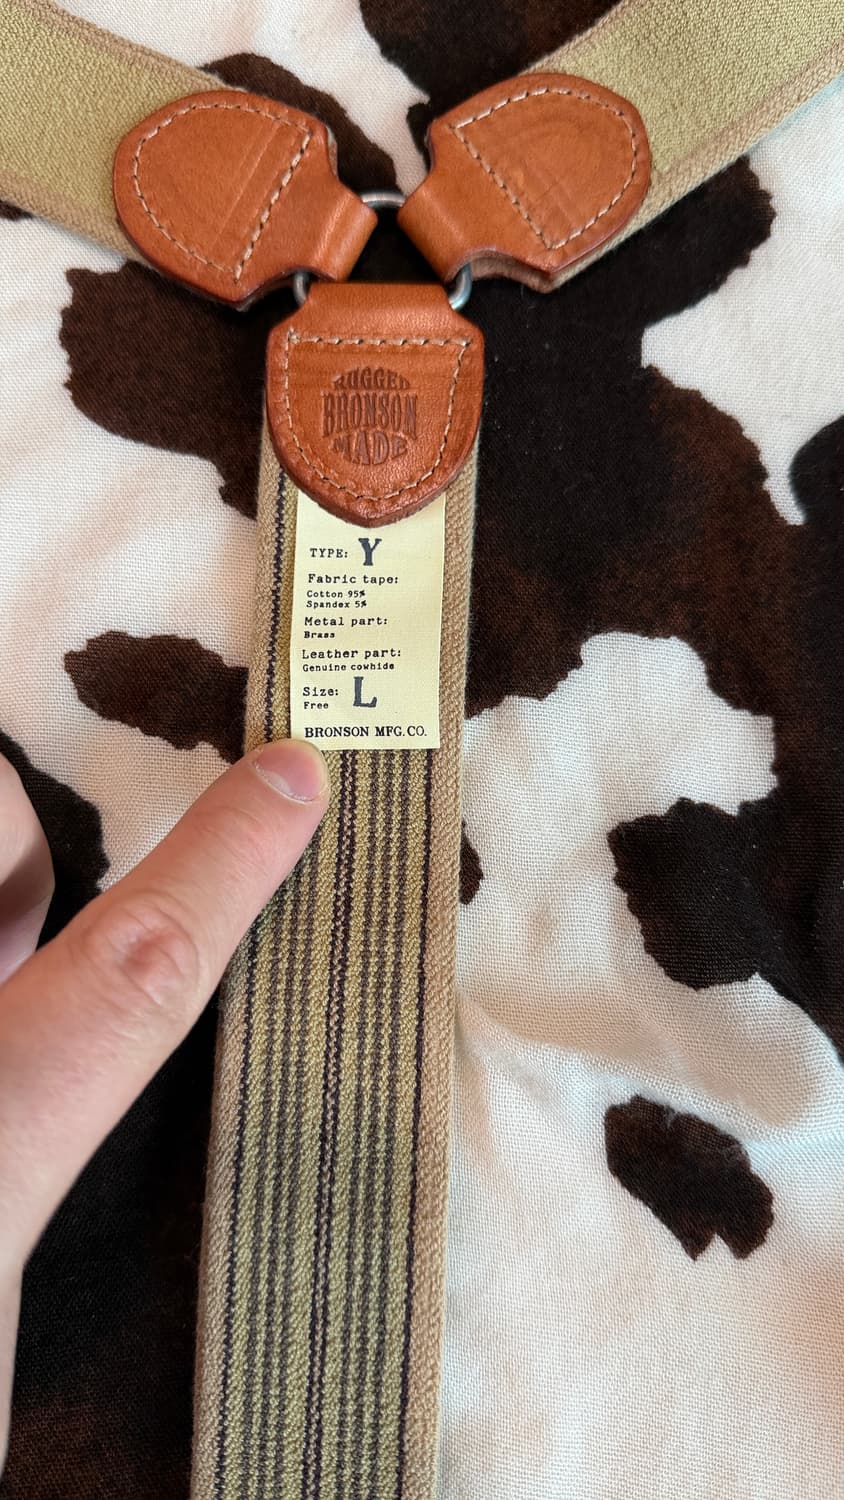 RUGGED
BRONSON
MADE
TYPE: Y
Fabric tape:
Cotton 95%
Spandex 5%
Metal part:
Brass
Leather part:
Genuine cowhide
Size: L
Free
BRONSON MFG.CO.